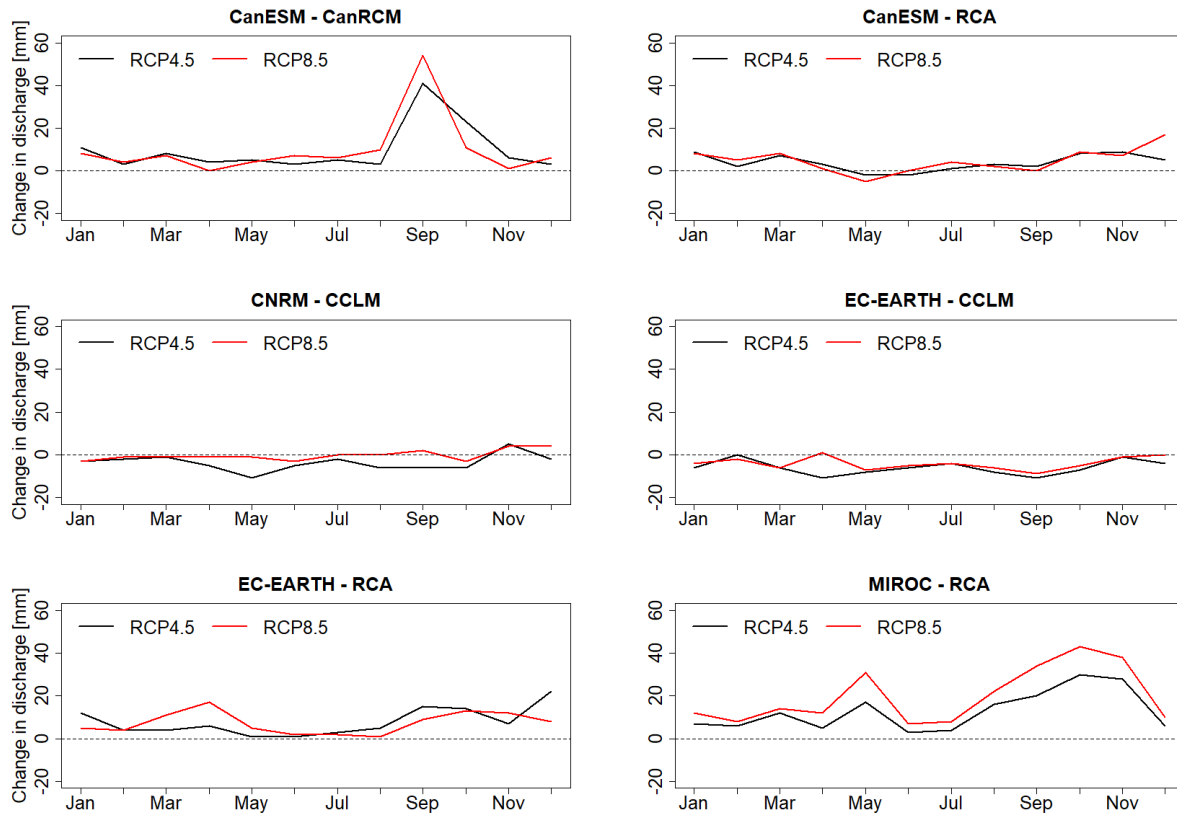 CanESM - CanRCM
Change in discharge [mm]
60
40
20
0
-20
RCP4.5 RCP8.5
Jan Mar May Jul Sep Nov
CanESM - RCA
60
40
20
0
-20
RCP4.5 RCP8.5
Jan Mar May Jul Sep Nov
CNRM - CCLM
Change in discharge [mm]
60
40
20
0
-20
RCP4.5 RCP8.5
Jan Mar May Jul Sep Nov
EC-EARTH - CCLM
60
40
20
0
-20
RCP4.5 RCP8.5
Jan Mar May Jul Sep Nov
EC-EARTH - RCA
Change in discharge [mm]
60
40
20
0
-20
RCP4.5 RCP8.5
Jan Mar May Jul Sep Nov
MIROC - RCA
60
40
20
0
-20
RCP4.5 RCP8.5
Jan Mar May Jul Sep Nov